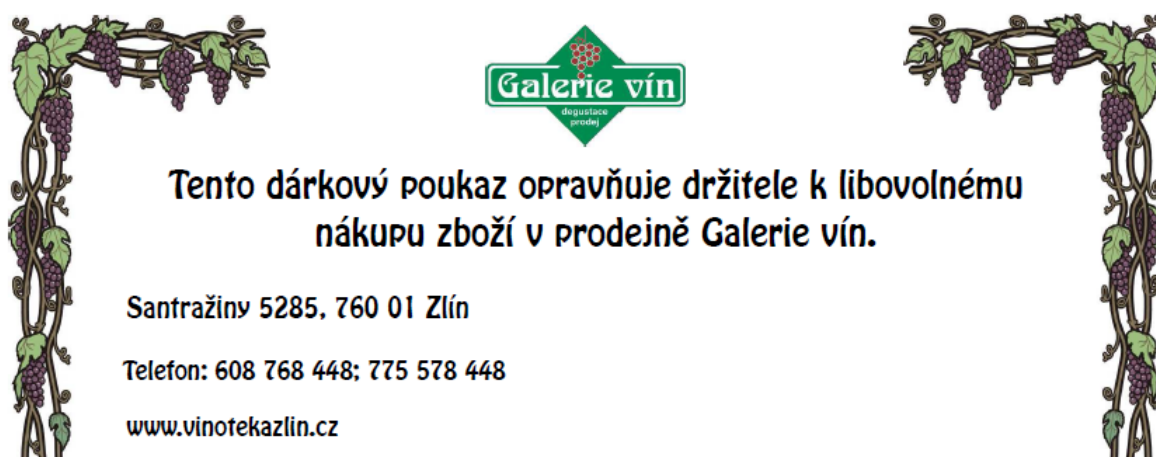 Galerie vín
degustace
prodej
Tento dárkový poukaz opravňuje držitele k libovolnému
nákupu zboží v prodejně Galerie vín.
Santražiny 5285, 760 01 Zlín
Telefon: 608 768 448; 775 578 448
www.vinotekazlin.cz